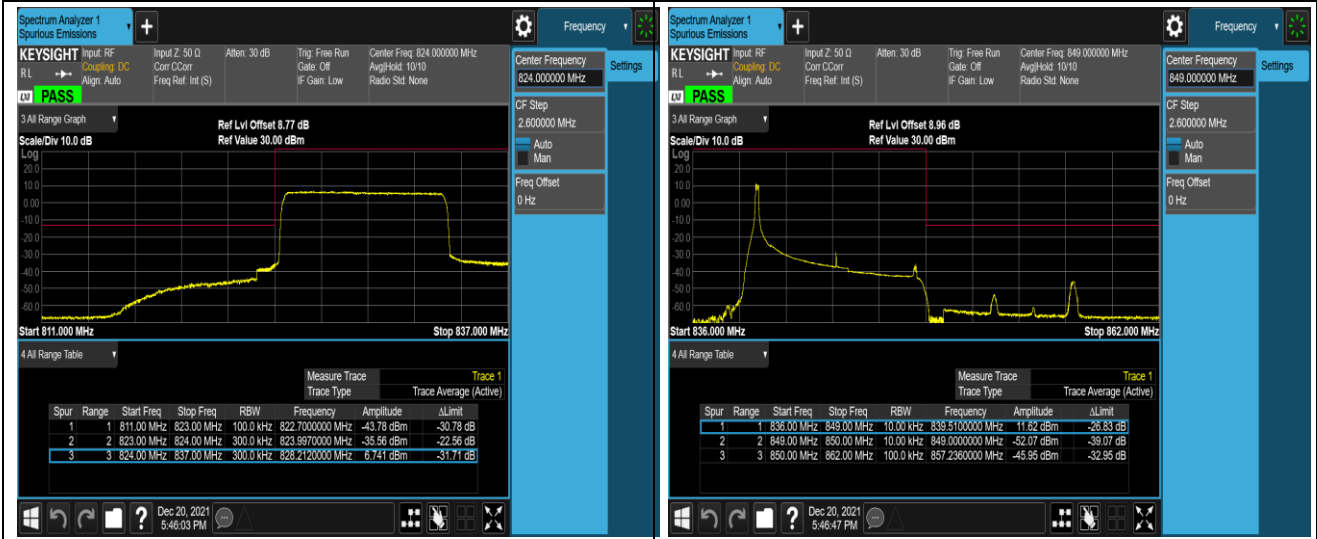 Spectrum Analyzer 1
Spurious Emissions
+
Frequency
KEYSIGHT
R L
Input: RF
Coupling: DC
Align: Auto
Input Z: 50 Ω
Corr CCorr
Freq Ref: Int (S)
Atten: 30 dB
Trig: Free Run
Gate: Off
IF Gain: Low
Center Freq: 824.000000 MHz
Avg|Hold: 10/10
Radio Std: None
LXI PASS
Center Frequency
824.000000 MHz
Settings
CF Step
2.600000 MHz
Auto
Man
Freq Offset
0 Hz
3 All Range Graph
Ref Lvl Offset 8.77 dB
Scale/Div 10.0 dB
Ref Value 30.00 dBm
Log
20.0
10.0
0.00
-10.0
-20.0
-30.0
-40.0
-50.0
-60.0
Start 811.000 MHz
Stop 837.000 MHz
4 All Range Table
Measure Trace Trace 1
Trace Type Trace Average (Active)
Spur Range Start Freq Stop Freq RBW Frequency Amplitude ΔLimit
1 1 811.00 MHz 823.00 MHz 100.0 kHz 822.7000000 MHz -43.78 dBm -30.78 dB
2 2 823.00 MHz 824.00 MHz 300.0 kHz 823.9970000 MHz -35.56 dBm -22.56 dB
3 3 824.00 MHz 837.00 MHz 300.0 kHz 828.2120000 MHz 6.741 dBm -31.71 dB
?
Dec 20, 2021
5:46:03 PM
Spectrum Analyzer 1
Spurious Emissions
+
Frequency
KEYSIGHT
R L
Input: RF
Coupling: DC
Align: Auto
Input Z: 50 Ω
Corr CCorr
Freq Ref: Int (S)
Atten: 30 dB
Trig: Free Run
Gate: Off
IF Gain: Low
Center Freq: 849.000000 MHz
Avg|Hold: 10/10
Radio Std: None
LXI PASS
Center Frequency
849.000000 MHz
Settings
CF Step
2.600000 MHz
Auto
Man
Freq Offset
0 Hz
3 All Range Graph
Ref Lvl Offset 8.96 dB
Scale/Div 10.0 dB
Ref Value 30.00 dBm
Log
20.0
10.0
0.00
-10.0
-20.0
-30.0
-40.0
-50.0
-60.0
Start 836.000 MHz
Stop 862.000 MHz
4 All Range Table
Measure Trace Trace 1
Trace Type Trace Average (Active)
Spur Range Start Freq Stop Freq RBW Frequency Amplitude ΔLimit
1 1 836.00 MHz 849.00 MHz 10.00 kHz 839.5100000 MHz 11.62 dBm -26.83 dB
2 2 849.00 MHz 850.00 MHz 10.00 kHz 849.0000000 MHz -52.07 dBm -39.07 dB
3 3 850.00 MHz 862.00 MHz 100.0 kHz 857.2360000 MHz -45.95 dBm -32.95 dB
?
Dec 20, 2021
5:46:47 PM